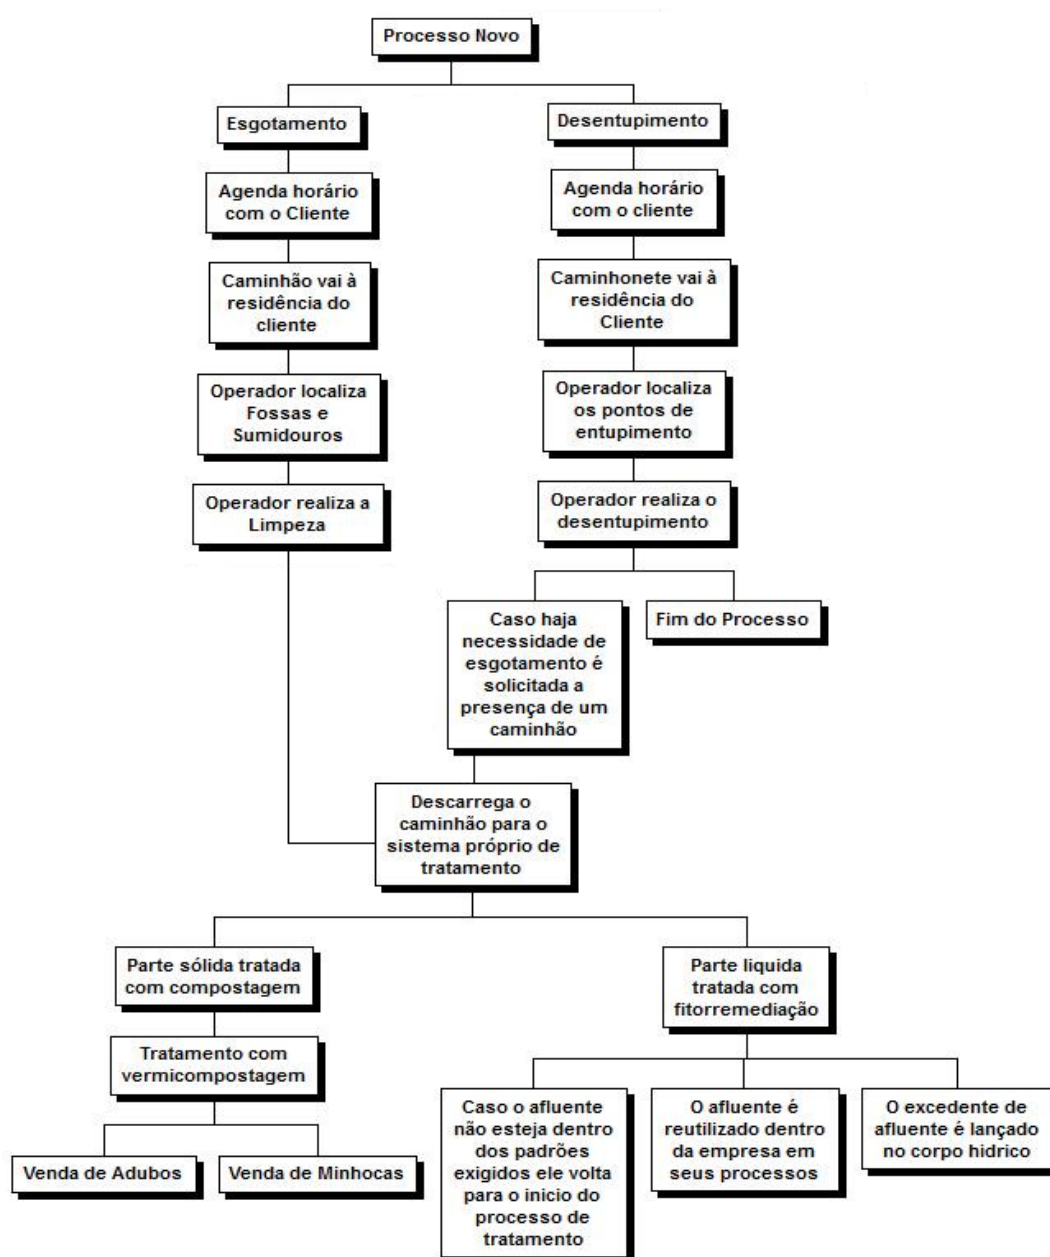 Processo Novo
Esgotamento
Desentupimento
Agenda horário
com o Cliente
Agenda horário
com o cliente
Caminhão vai à
residência do
cliente
Caminhonete vai à
residência do
Cliente
Operador localiza
Fossas e
Sumidouros
Operador localiza
os pontos de
entupimento
Operador realiza a
Limpeza
Operador realiza o
desentupimento
Caso haja
necessidade de
esgotamento é
solicitada a
presença de um
caminhão
Fim do Processo
Descarrega o
caminhão para o
sistema próprio de
tratamento
Parte sólida tratada
com compostagem
Parte liquida
tratada com
fitorremediação
Tratamento com
vermicompostagem
Venda de Adubos
Venda de Minhocas
Caso o afluente
não esteja dentro
dos padrões
exigidos ele volta
para o inicio do
processo de
tratamento
O afluente é
reutilizado dentro
da empresa em
seus processos
O excedente de
afluente é lançado
no corpo hidrico